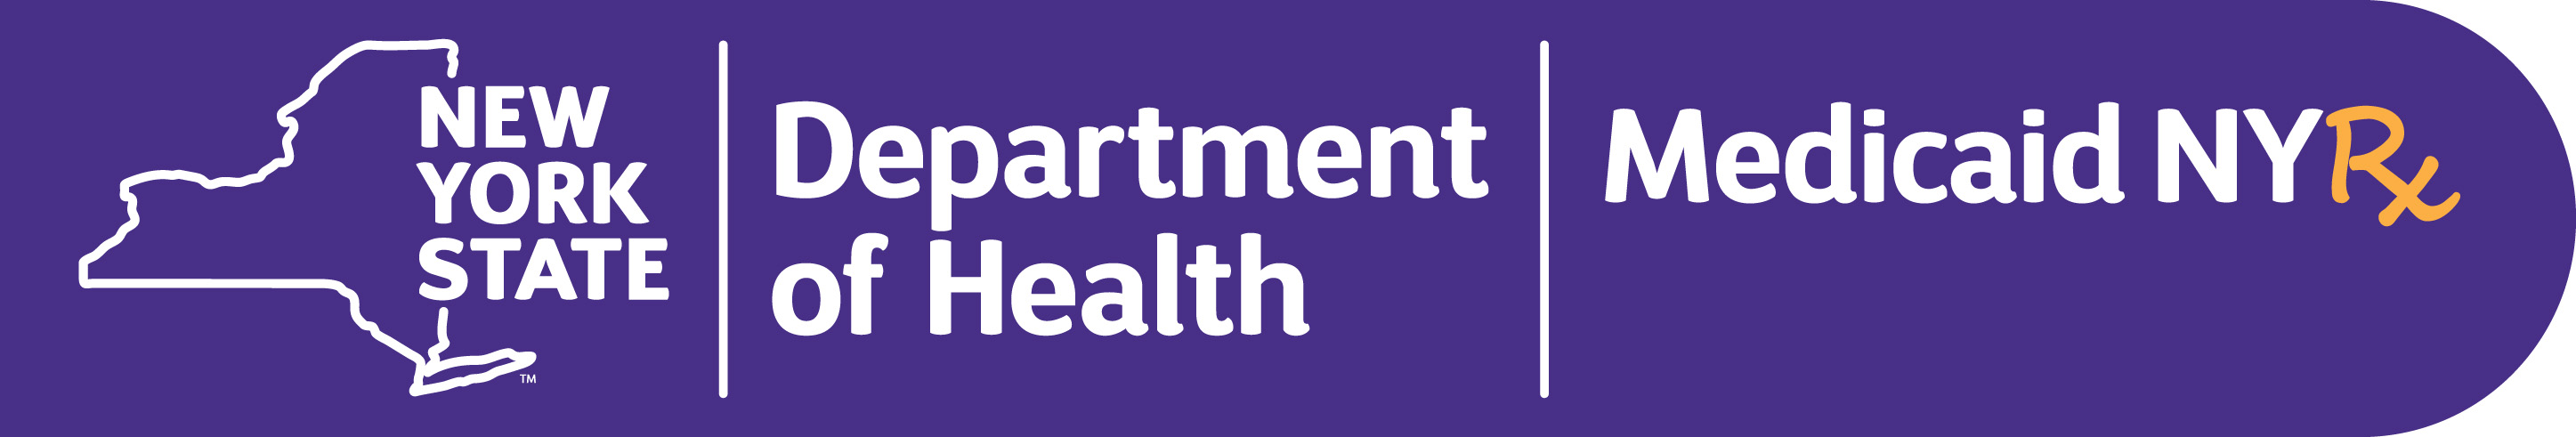 NEW
YORK
STATE
TM
Department
of Health
Medicaid NYRx